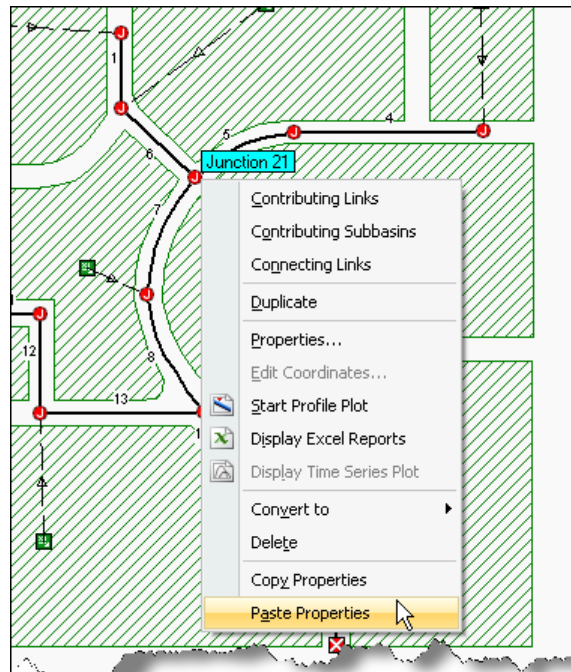 J
1
J
5
4
J
J
6
Junction 21
J
7
Contributing Links
Contributing Subbasins
Connecting Links
Duplicate
J
Properties...
J
12
Edit Coordinates...
8
13
Start Profile Plot
J
1
Display Excel Reports
Display Time Series Plot
Convert to
Delete
Copy Properties
Paste Properties